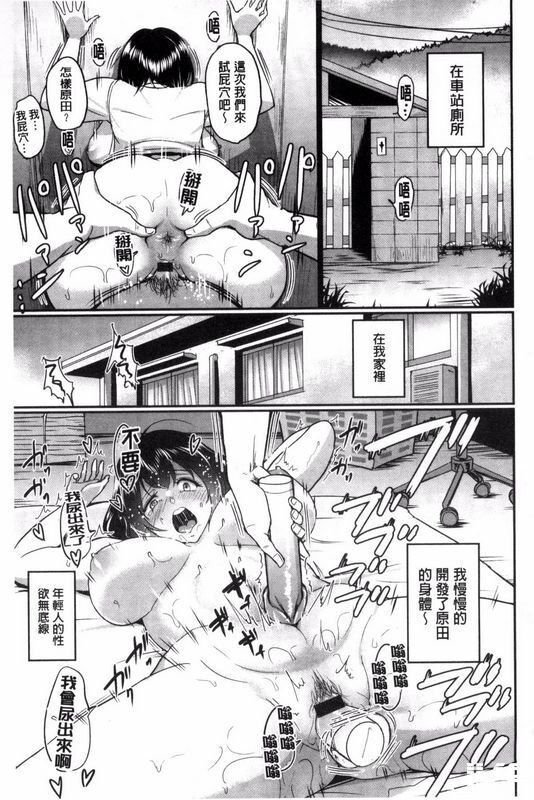 在車站廁所
唔…
唔
唔
這次我們來
試屁穴吧～
怎樣原田？
我…
我屁穴
掰開
掰開
在我家裡
不要
我尿出來了
我慢慢的
開發了原田
的身體～
年輕人的性
欲無底線
我會尿出來啊
嗡嗡嗡
嗡嗡嗡